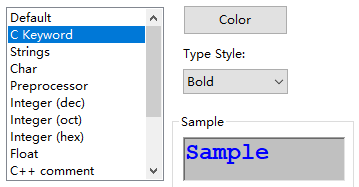 Default
C Keyword
Strings
Char
Preprocessor
Integer (dec)
Integer (oct)
Integer (hex)
Float
C++ comment
Color
Type Style:
Bold
Sample
Sample